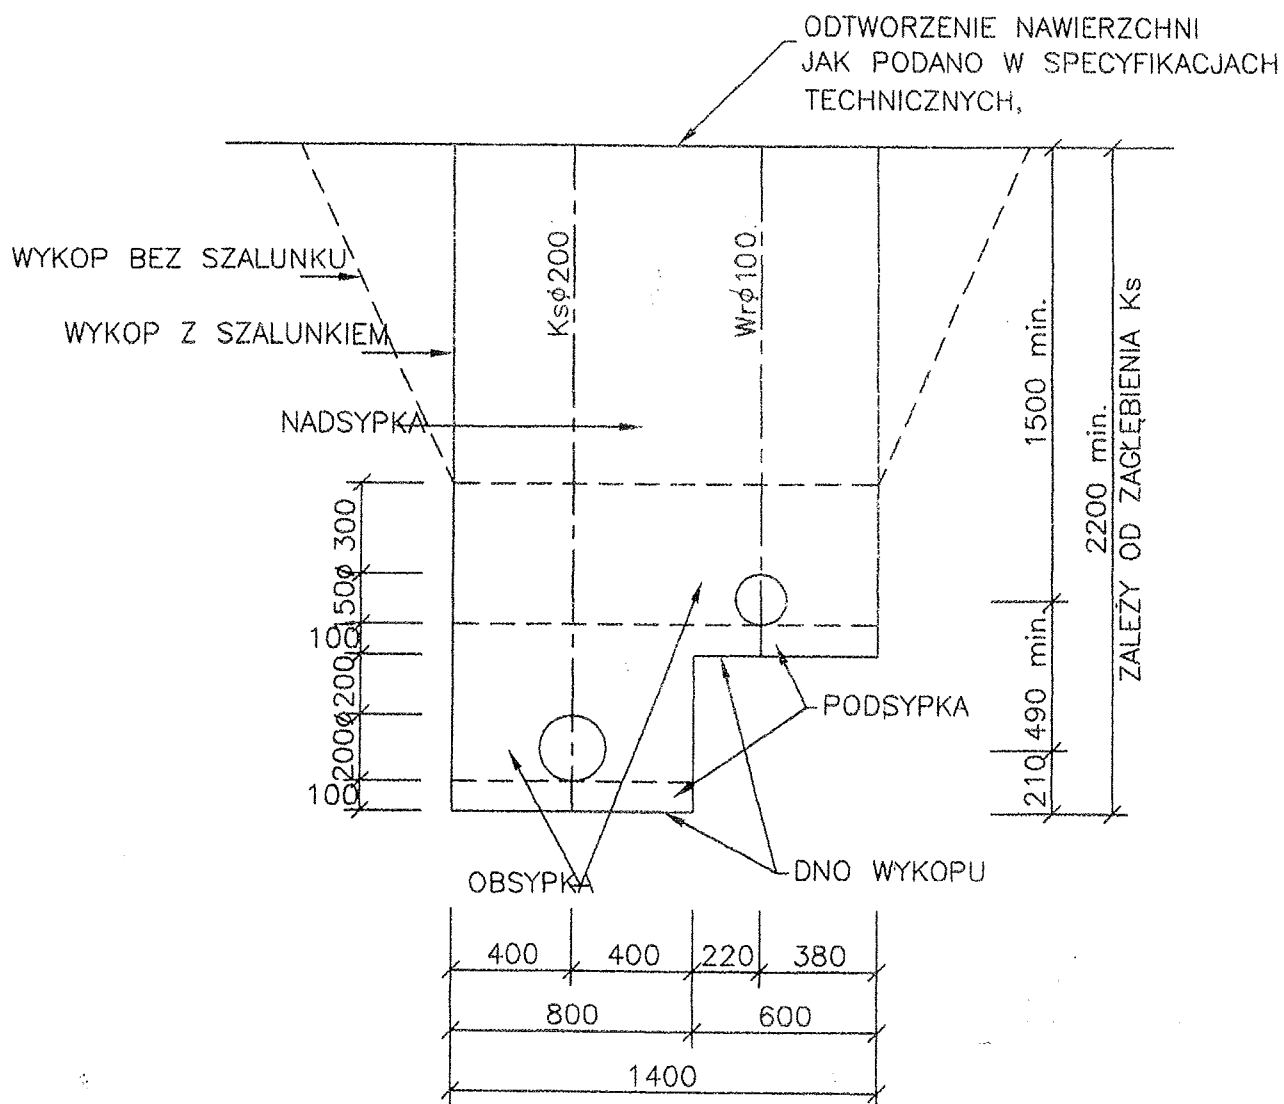 ODTWORZENIE NAWIERZCHNI
JAK PODANO W SPECYFIKACJACH
TECHNICZNYCH,
WYKOP BEZ SZALUNKU
WYKOP Z SZALUNKIEM
NADSYPKA
Ksφ200
Wrφ100
1500 min.
490 min.
210
2200 min.
ZALEŻY OD ZAGŁĘBIENIA Ks
300
150φ
100
200
200φ
100
PODSYPKA
DNO WYKOPU
OBSYPKA
400
400
220
380
800
600
1400